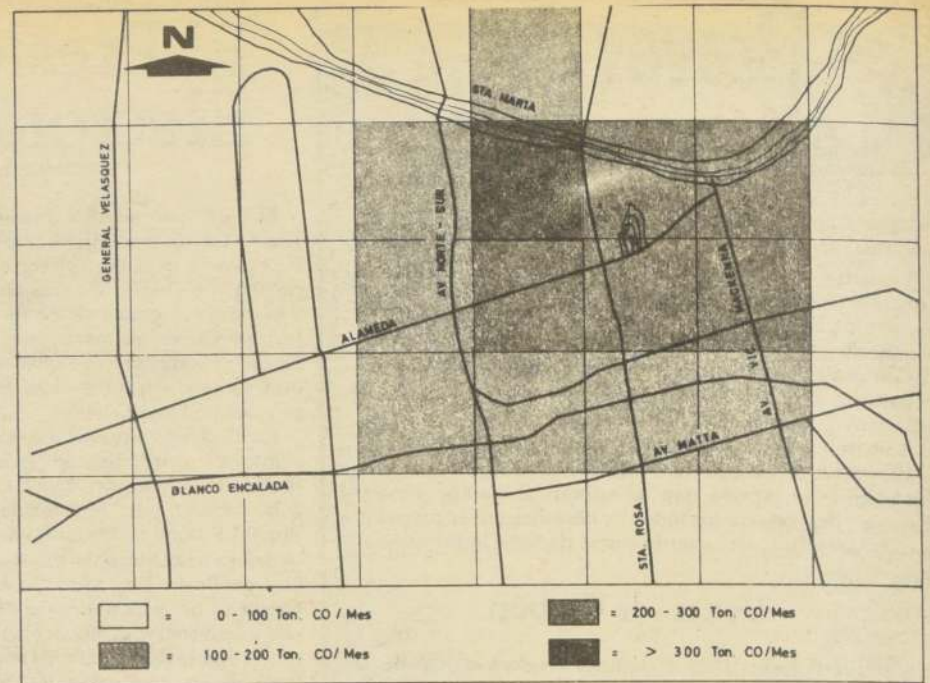 N
STA. MARIA
GENERAL VELASQUEZ
AV NORTE - SUR
ALAMEDA
AV. VIC. MACKENNA
AV. MATTA
BLANCO ENCALADA
STA. ROSA
= 0 - 100 Ton. CO / Mes
= 100 - 200 Ton. CO/Mes
= 200 - 300 Ton. CO/Mes
= > 300 Ton. CO/Mes